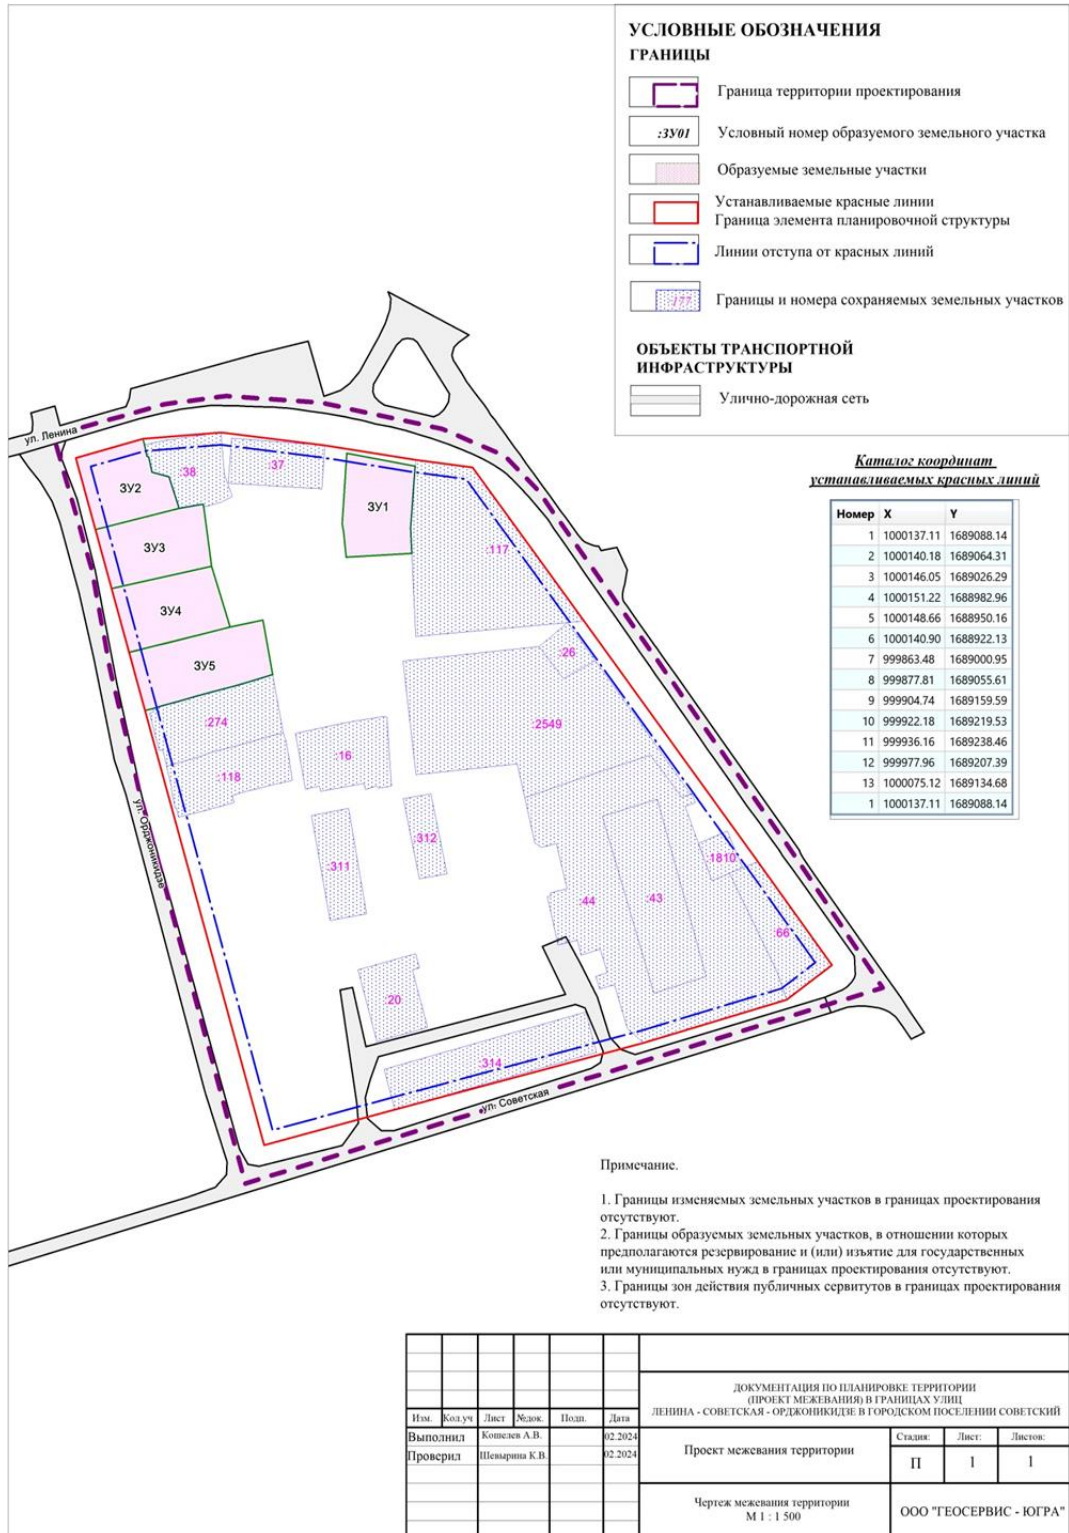 УСЛОВНЫЕ ОБОЗНАЧЕНИЯ
ГРАНИЦЫ
Граница территории проектирования
:ЗУ01
Условный номер образуемого земельного участка
Образуемые земельные участки
Устанавливаемые красные линии
Граница элемента планировочной структуры
Линии отступа от красных линий
:177
Границы и номера сохраняемых земельных участков
ОБЪЕКТЫ ТРАНСПОРТНОЙ
ИНФРАСТРУКТУРЫ
Улично-дорожная сеть
ул. Ленина
ЗУ2
:38
:37
ЗУ1
ЗУ3
:117
ЗУ4
:26
ЗУ5
:274
:2549
:16
:118
ул. Орджоникидзе
:312
:311
:1810
:44
:43
:66
:20
:314
ул. Советская
Каталог координат
устанавливаемых красных линий
Номер X Y
1 1000137.11 1689088.14
2 1000140.18 1689064.31
3 1000146.05 1689026.29
4 1000151.22 1688982.96
5 1000148.66 1688950.16
6 1000140.90 1688922.13
7 999863.48 1689000.95
8 999877.81 1689055.61
9 999904.74 1689159.59
10 999922.18 1689219.53
11 999936.16 1689238.46
12 999977.96 1689207.39
13 1000075.12 1689134.68
1 1000137.11 1689088.14
Примечание.
1. Границы изменяемых земельных участков в границах проектирования
отсутствуют.
2. Границы образуемых земельных участков, в отношении которых
предполагаются резервирование и (или) изъятие для государственных
или муниципальных нужд в границах проектирования отсутствуют.
3. Границы зон действия публичных сервитутов в границах проектирования
отсутствуют.
ДОКУМЕНТАЦИЯ ПО ПЛАНИРОВКЕ ТЕРРИТОРИИ
(ПРОЕКТ МЕЖЕВАНИЯ) В ГРАНИЦАХ УЛИЦ
ЛЕНИНА - СОВЕТСКАЯ - ОРДЖОНИКИДЗЕ В ГОРОДСКОМ ПОСЕЛЕНИИ СОВЕТСКИЙ
Изм. Кол.уч Лист №док. Подп. Дата
Выполнил Кошелев А.В. 02.2024
Проверил Шевырина К.В. 02.2024
Проект межевания территории
Стадия: Лист: Листов:
П 1 1
Чертеж межевания территории
М 1 : 1 500
ООО "ГЕОСЕРВИС - ЮГРА"